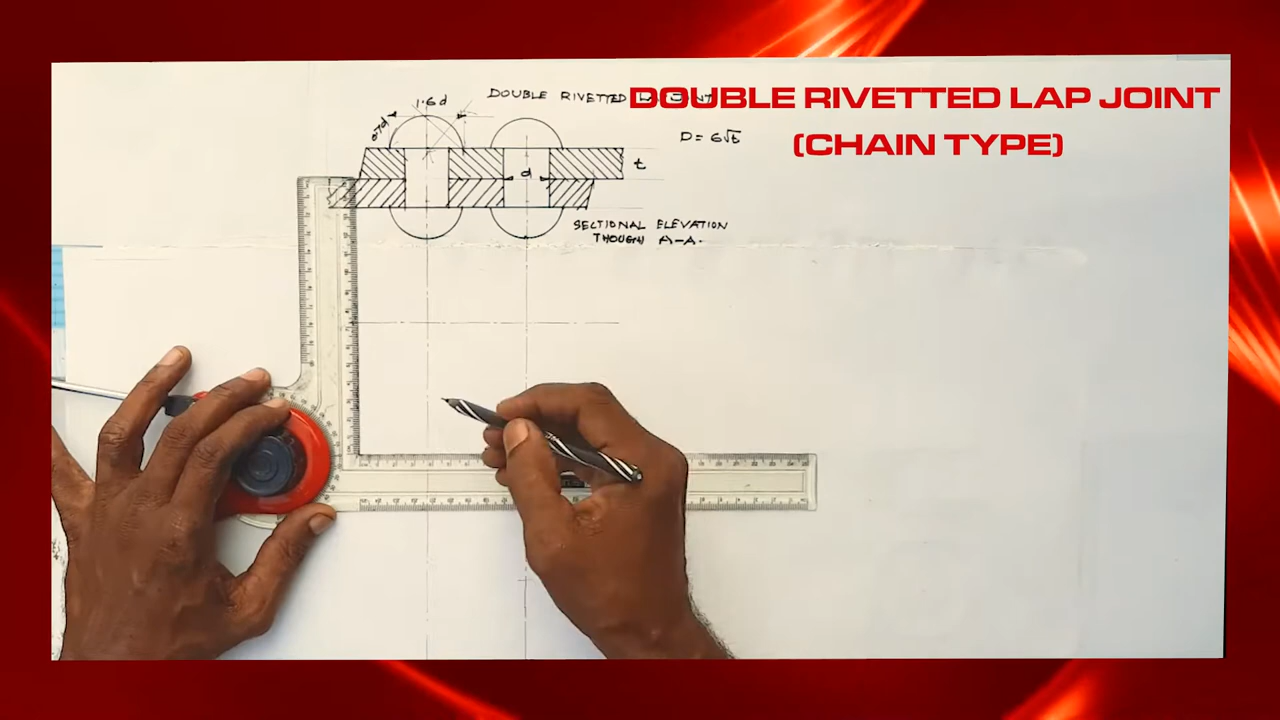 DOUBLE RIVETTED LAP JOINT
(CHAIN TYPE)
1.6d
DOUBLE RIVETTED
0.7d
D = 6√t
t
d
SECTIONAL ELEVATION
THOUGH A-A.